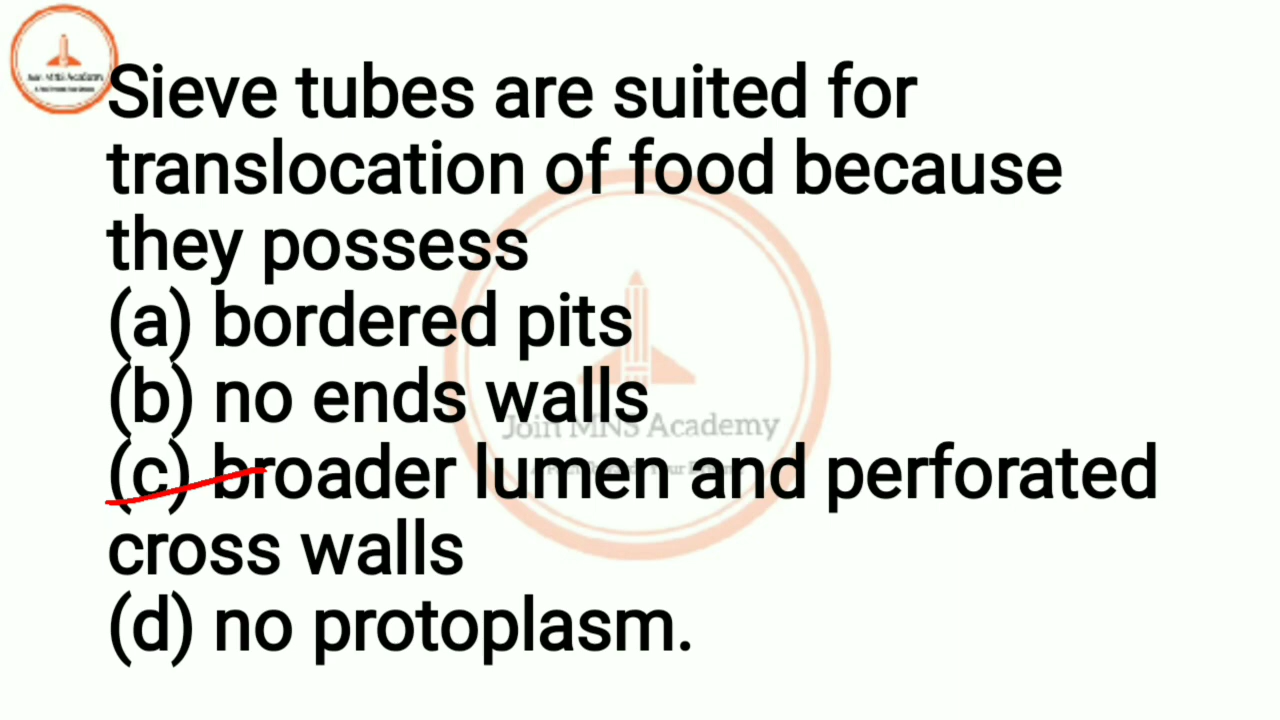 Sieve tubes are suited for
translocation of food because
they possess
(a) bordered pits
(b) no ends walls
(c) broader lumen and perforated
cross walls
(d) no protoplasm.
Join MNS Academy